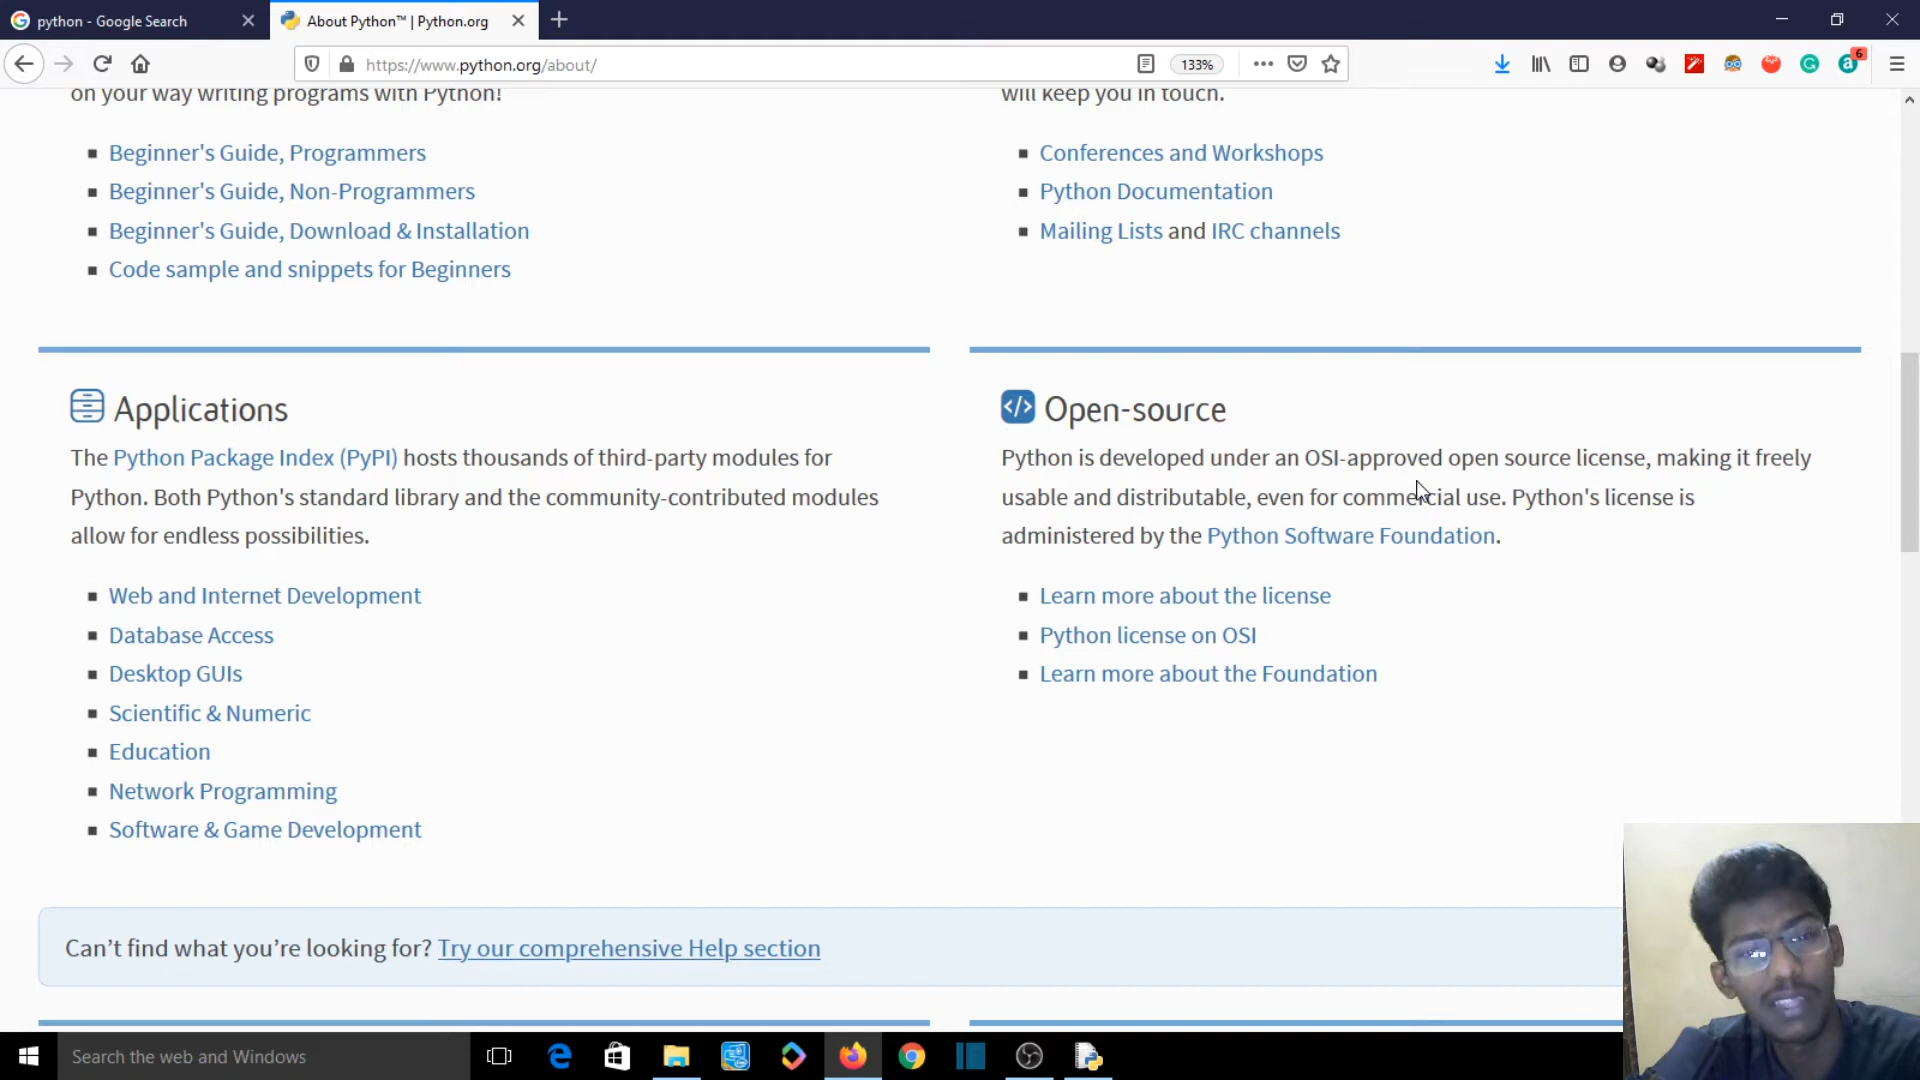 python - Google Search
About Python™ | Python.org
https://www.python.org/about/
133%
6
on your way writing programs with Python!
Beginner's Guide, Programmers
Beginner's Guide, Non-Programmers
Beginner's Guide, Download & Installation
Code sample and snippets for Beginners
will keep you in touch.
Conferences and Workshops
Python Documentation
Mailing Lists and IRC channels
Applications
The Python Package Index (PyPI) hosts thousands of third-party modules for
Python. Both Python's standard library and the community-contributed modules
allow for endless possibilities.
Web and Internet Development
Database Access
Desktop GUIs
Scientific & Numeric
Education
Network Programming
Software & Game Development
Open-source
Python is developed under an OSI-approved open source license, making it freely
usable and distributable, even for commercial use. Python's license is
administered by the Python Software Foundation.
Learn more about the license
Python license on OSI
Learn more about the Foundation
Can’t find what you’re looking for? Try our comprehensive Help section
Search the web and Windows